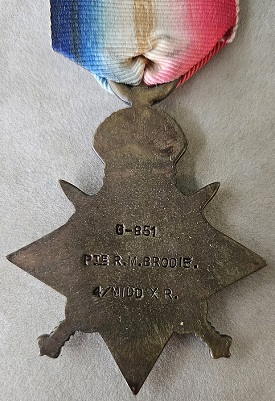 G-851
PTE R.M.BRODIE.
4/MIDD'X R.